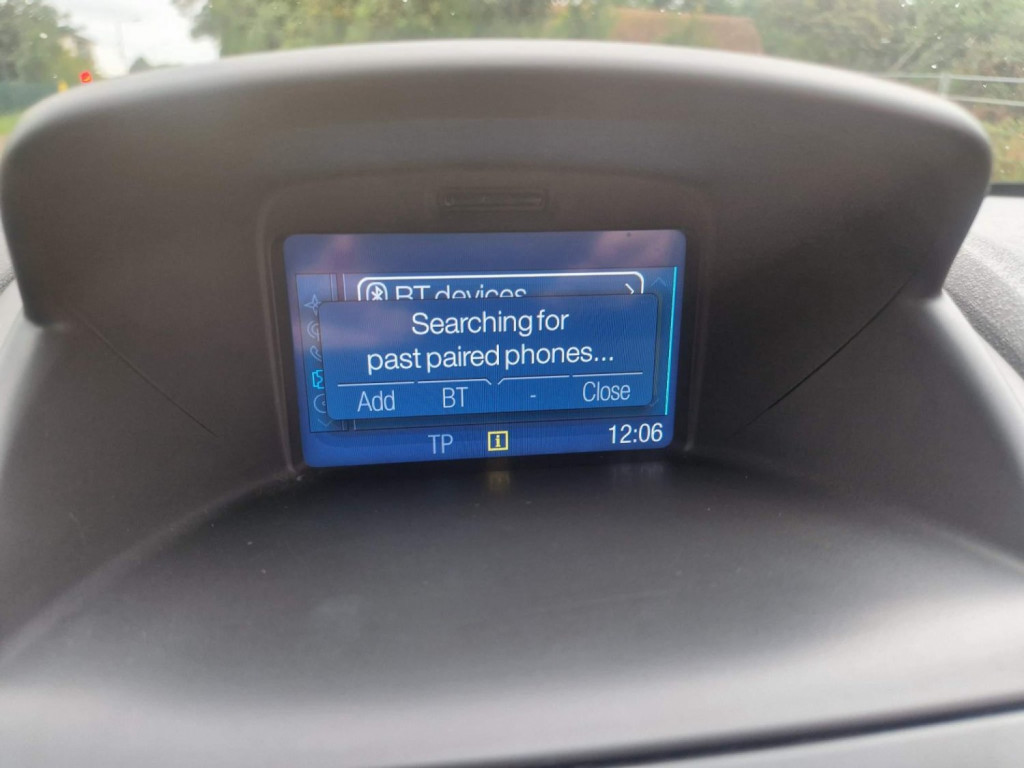 BT devices
Searching for
past paired phones...
Add BT - Close
TP i 12:06